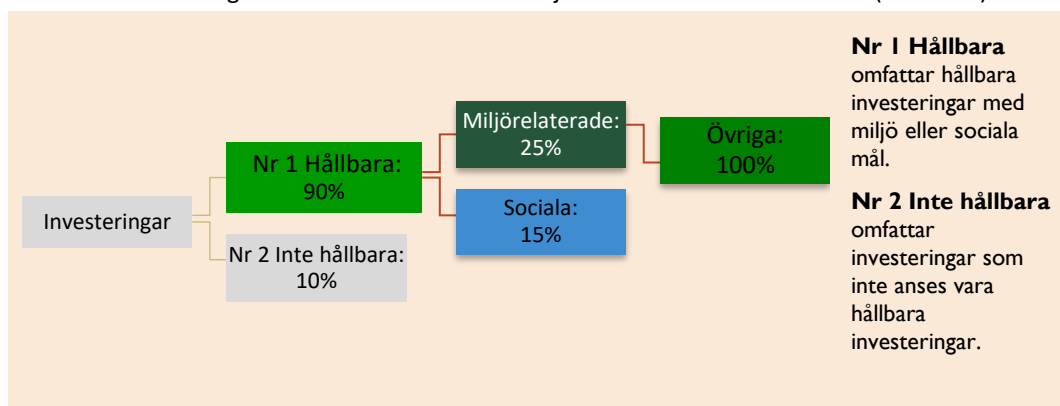 Investeringar
Nr 1 Hållbara:
90%
Nr 2 Inte hållbara:
10%
Miljörelaterade:
25%
Sociala:
15%
Övriga:
100%
Nr 1 Hållbara
omfattar hållbara
investeringar med
miljö eller sociala
mål.
Nr 2 Inte hållbara
omfattar
investeringar som
inte anses vara
hållbara
investeringar.